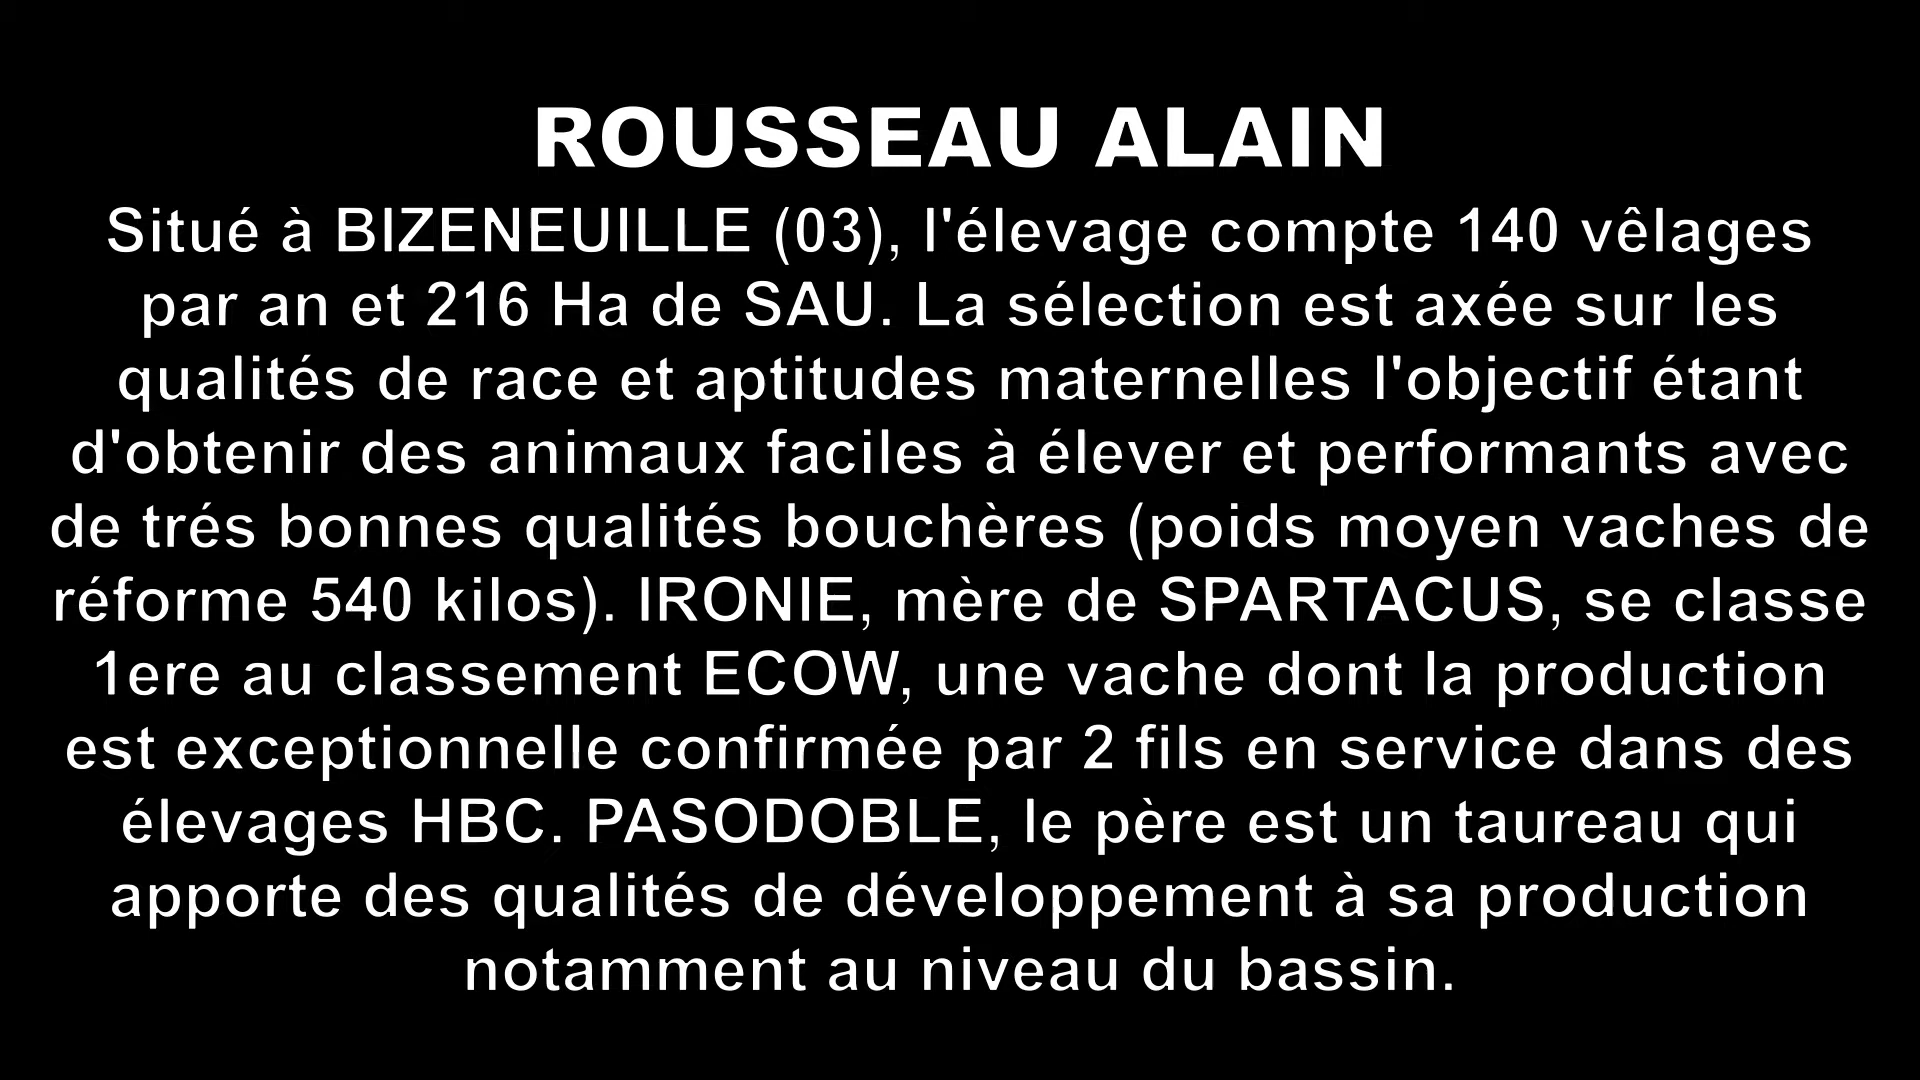 ROUSSEAU ALAIN
Situé à BIZENEUILLE (03), l'élevage compte 140 vêlages
par an et 216 Ha de SAU. La sélection est axée sur les
qualités de race et aptitudes maternelles l'objectif étant
d'obtenir des animaux faciles à élever et performants avec
de trés bonnes qualités bouchères (poids moyen vaches de
réforme 540 kilos). IRONIE, mère de SPARTACUS, se classe
1ere au classement ECOW, une vache dont la production
est exceptionnelle confirmée par 2 fils en service dans des
élevages HBC. PASODOBLE, le père est un taureau qui
apporte des qualités de développement à sa production
notamment au niveau du bassin.